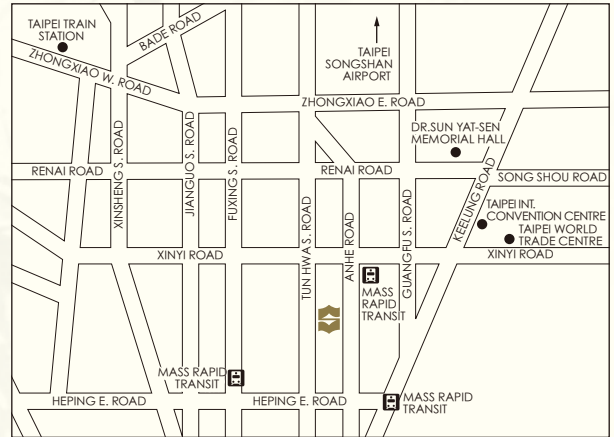 TAIPEI TRAIN
STATION
BADE ROAD
ZHONGXIAO W. ROAD
TAIPEI
SONGSHAN
AIRPORT
ZHONGXIAO E. ROAD
DR.SUN YAT-SEN
MEMORIAL HALL
XINSHENG S. ROAD
JIANGUO S. ROAD
FUXING S. ROAD
RENAI ROAD
RENAI ROAD
SONG SHOU ROAD
KEELUNG ROAD
TAIPEI INT.
CONVENTION CENTRE
TAIPEI WORLD
TRADE CENTRE
XINYI ROAD
XINYI ROAD
TUN HWA S. ROAD
ANHE ROAD
GUANGFU S. ROAD
MASS
RAPID
TRANSIT
MASS RAPID
TRANSIT
HEPING E. ROAD
HEPING E. ROAD
MASS RAPID
TRANSIT